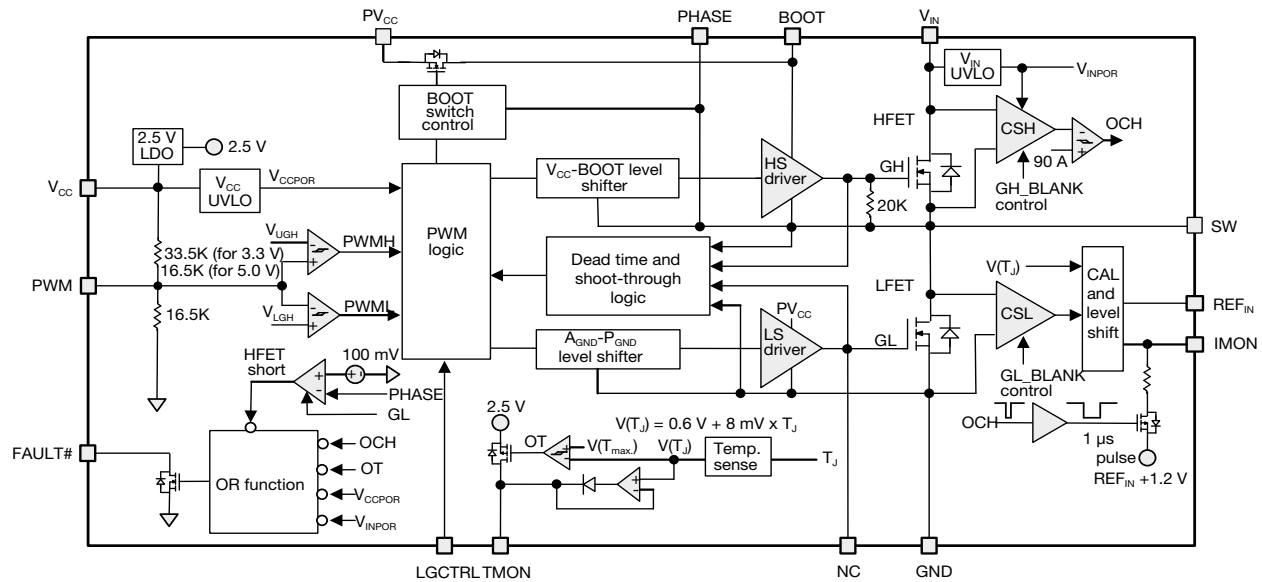 PVCC
PHASE
BOOT
VIN
VIN
UVLO
VINPOR
BOOT
switch
control
HFET
CSH
OCH
90 A
GH_BLANK
control
2.5 V
LDO
2.5 V
VCC
VCC
UVLO
VCCPOR
VCC-BOOT level
shifter
HS
driver
GH
20K
SW
VUGH
PWMH
33.5K (for 3.3 V)
16.5K (for 5.0 V)
PWM
logic
Dead time and
shoot-through
logic
PWM
VLGH
PWML
16.5K
LFET
V(TJ)
CAL
and
level
shift
REFIN
CSL
PVCC
LS
driver
GL
AGND-PGND
level shifter
IMON
GL_BLANK
control
HFET
short
100 mV
PHASE
GL
2.5 V
V(TJ) = 0.6 V + 8 mV x TJ
OT
V(Tmax.)
V(TJ)
Temp.
sense
TJ
OCH
1 µs
pulse
REFIN +1.2 V
FAULT#
OR function
OCH
OT
VCCPOR
VINPOR
LGCTRL
TMON
NC
GND